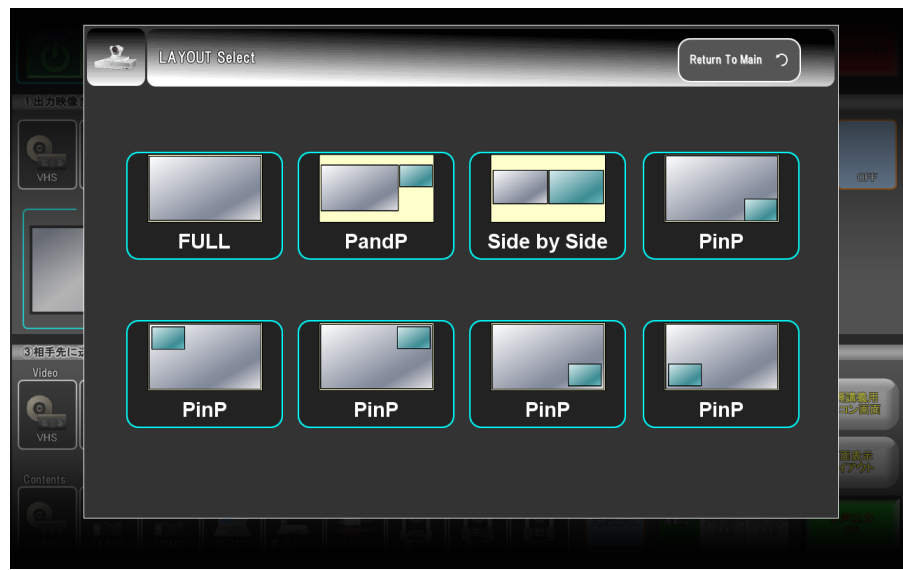 LAYOUT Select
Return To Main
1出力映像
VHS
OFF
FULL
PandP
Side by Side
PinP
PinP
PinP
PinP
PinP
3相手先に
Video
VHS
Contents